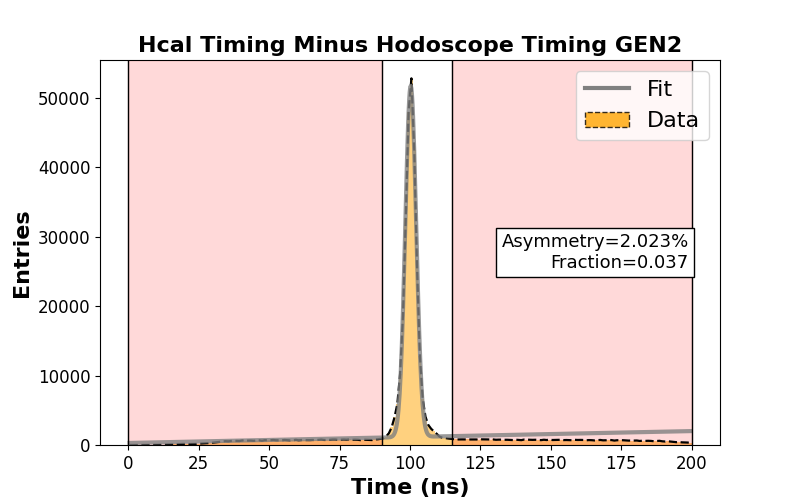 Hcal Timing Minus Hodoscope Timing GEN2
Entries
50000
40000
30000
20000
10000
0
Fit
Data
Asymmetry=2.023%
Fraction=0.037
0 25 50 75 100 125 150 175 200
Time (ns)